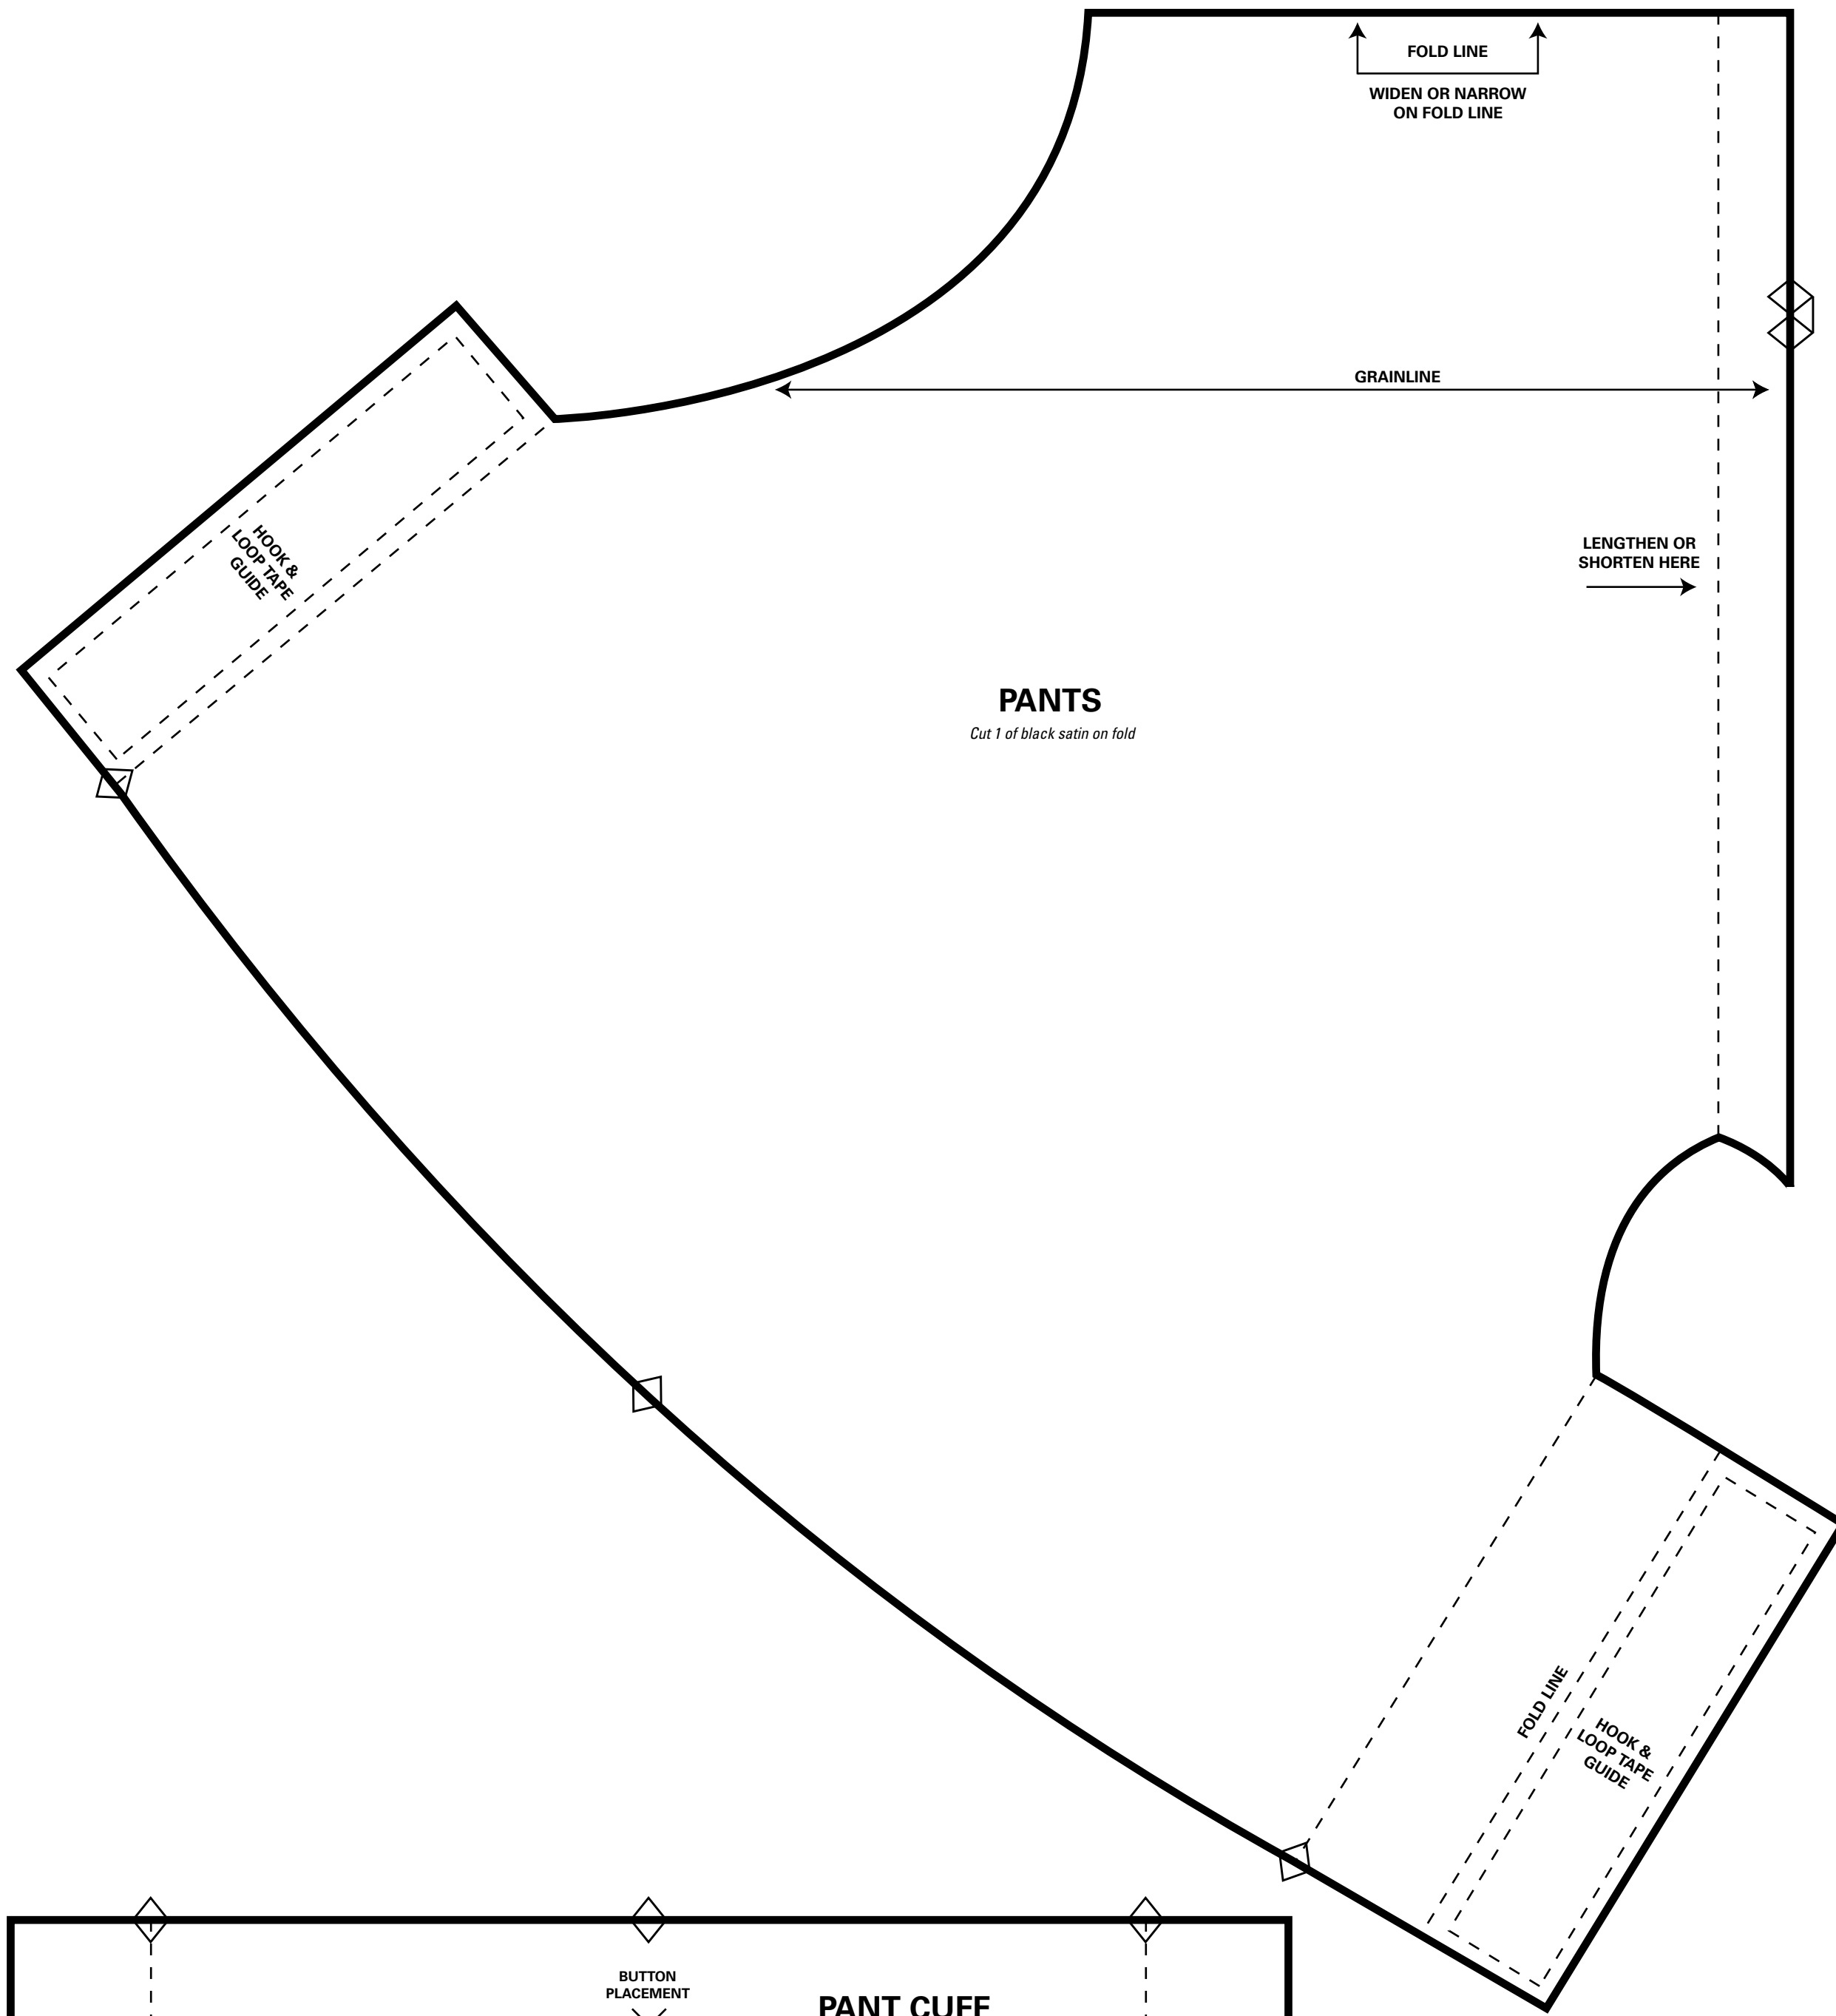 FOLD LINE
WIDEN OR NARROW
ON FOLD LINE
GRAINLINE
HOOK &
LOOP TAPE
GUIDE
LENGTHEN OR
SHORTEN HERE
PANTS
Cut 1 of black satin on fold
FOLD LINE
HOOK &
LOOP TAPE
GUIDE
BUTTON
PLACEMENT
PANT CUFF